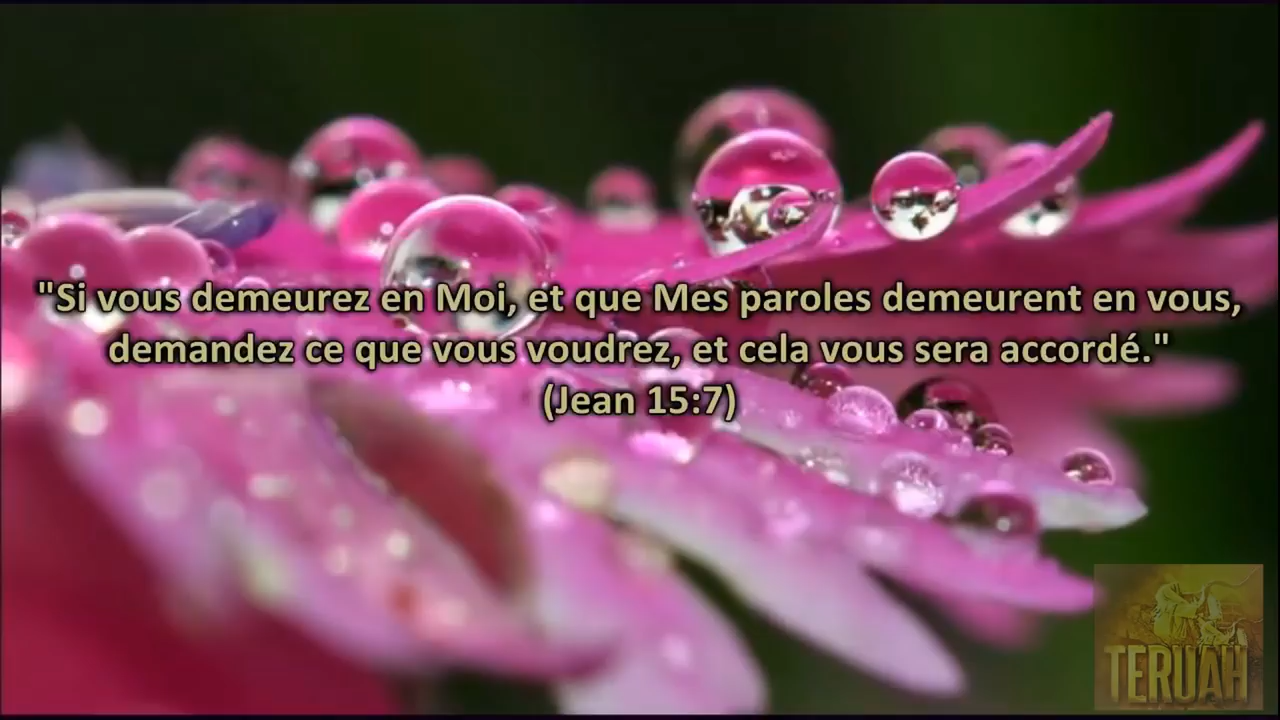 "Si vous demeurez en Moi, et que Mes paroles demeurent en vous,
demandez ce que vous voudrez, et cela vous sera accordé."
(Jean 15:7)
TERUAH